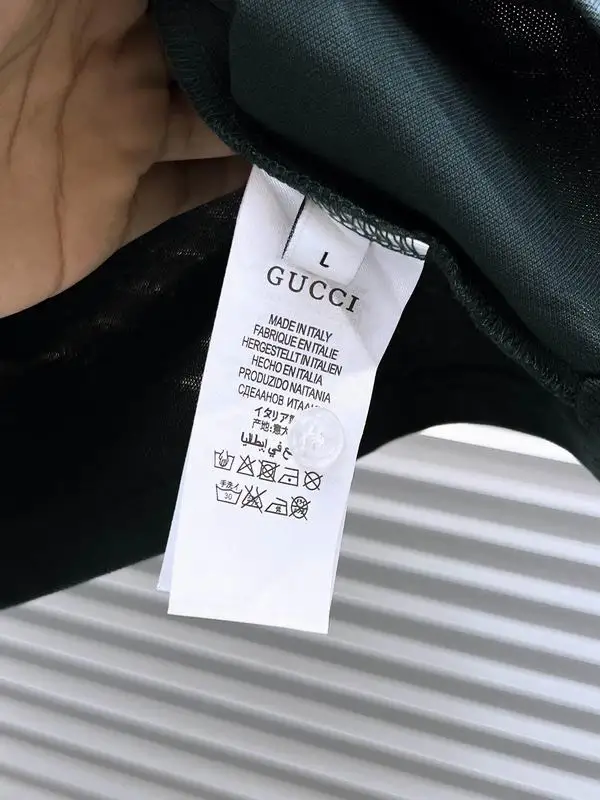 L
GUCCI
MADE IN ITALY
FABRIQUE EN ITALIE
HERGESTELLT IN ITALIEN
HECHO EN ITALIA
PRODUZIDO NAITANIA
СДЕААНОВ
イタリア
产地:意大
في إيطاليا
手洗イ
30